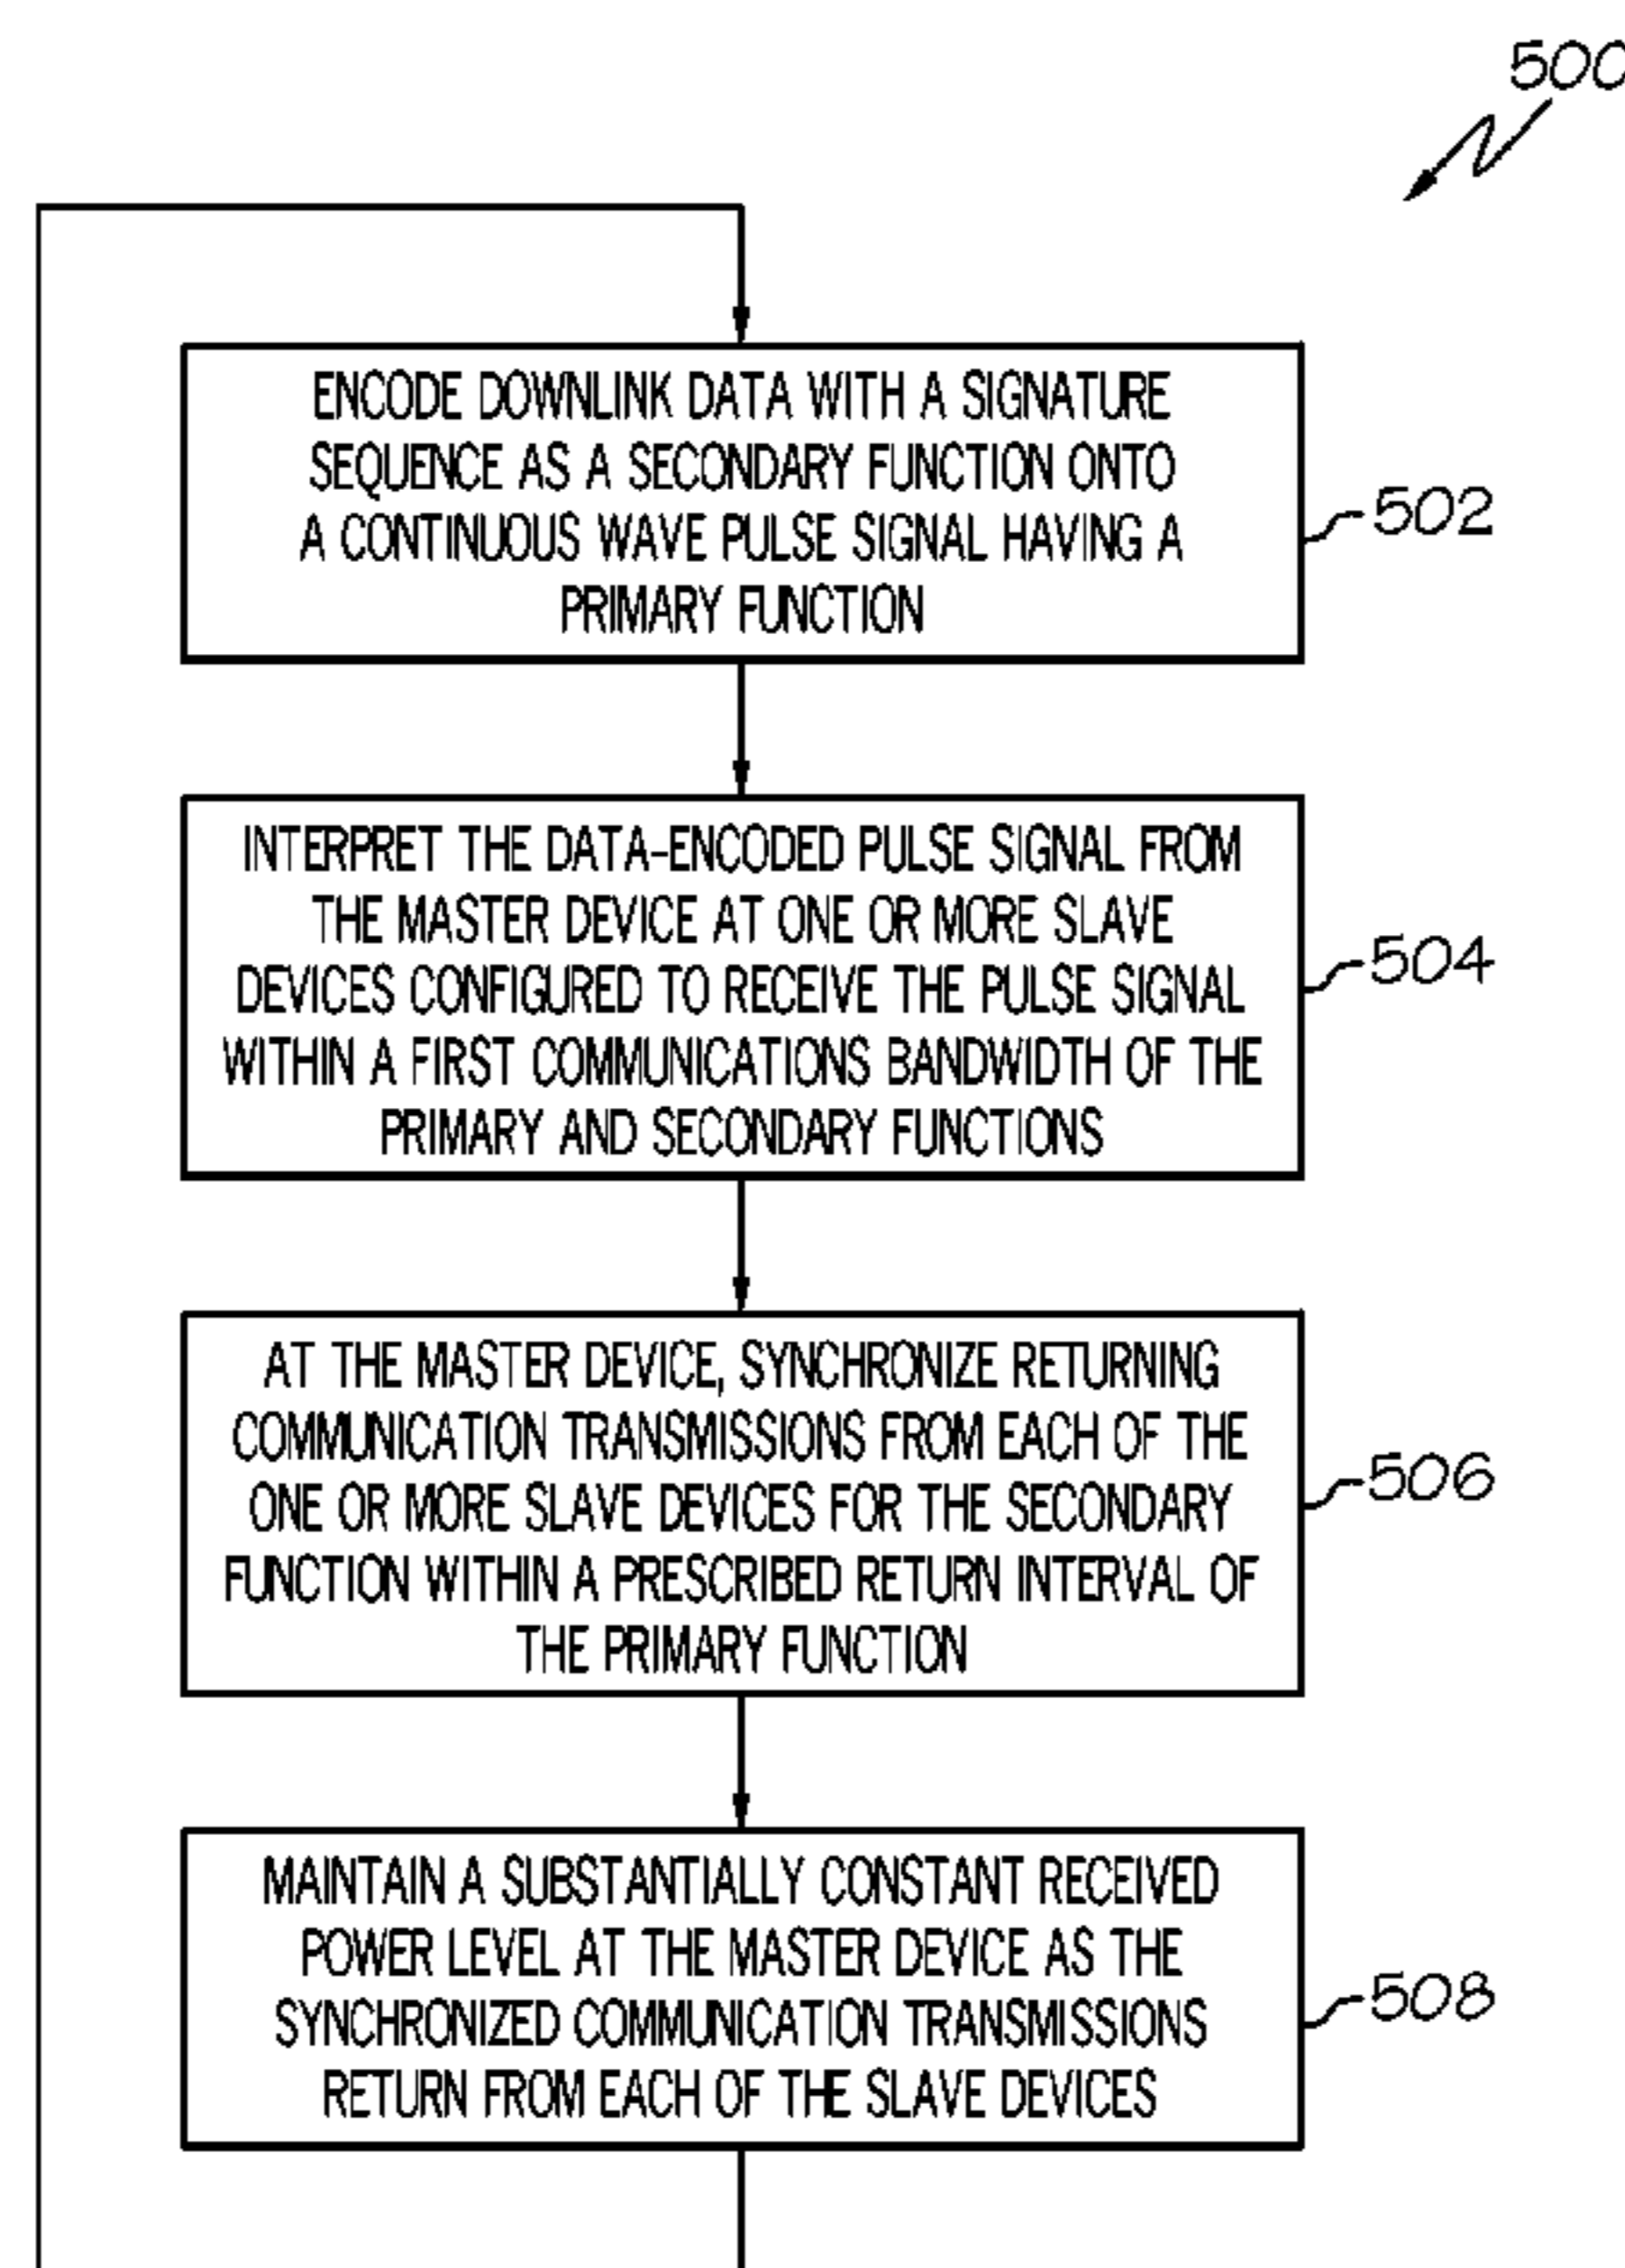 500
ENCODE DOWNLINK DATA WITH A SIGNATURE
SEQUENCE AS A SECONDARY FUNCTION ONTO
A CONTINUOUS WAVE PULSE SIGNAL HAVING A
PRIMARY FUNCTION
502
INTERPRET THE DATA-ENCODED PULSE SIGNAL FROM
THE MASTER DEVICE AT ONE OR MORE SLAVE
DEVICES CONFIGURED TO RECEIVE THE PULSE SIGNAL
WITHIN A FIRST COMMUNICATIONS BANDWIDTH OF THE
PRIMARY AND SECONDARY FUNCTIONS
504
AT THE MASTER DEVICE, SYNCHRONIZE RETURNING
COMMUNICATION TRANSMISSIONS FROM EACH OF THE
ONE OR MORE SLAVE DEVICES FOR THE SECONDARY
FUNCTION WITHIN A PRESCRIBED RETURN INTERVAL OF
THE PRIMARY FUNCTION
506
MAINTAIN A SUBSTANTIALLY CONSTANT RECEIVED
POWER LEVEL AT THE MASTER DEVICE AS THE
SYNCHRONIZED COMMUNICATION TRANSMISSIONS
RETURN FROM EACH OF THE SLAVE DEVICES
508